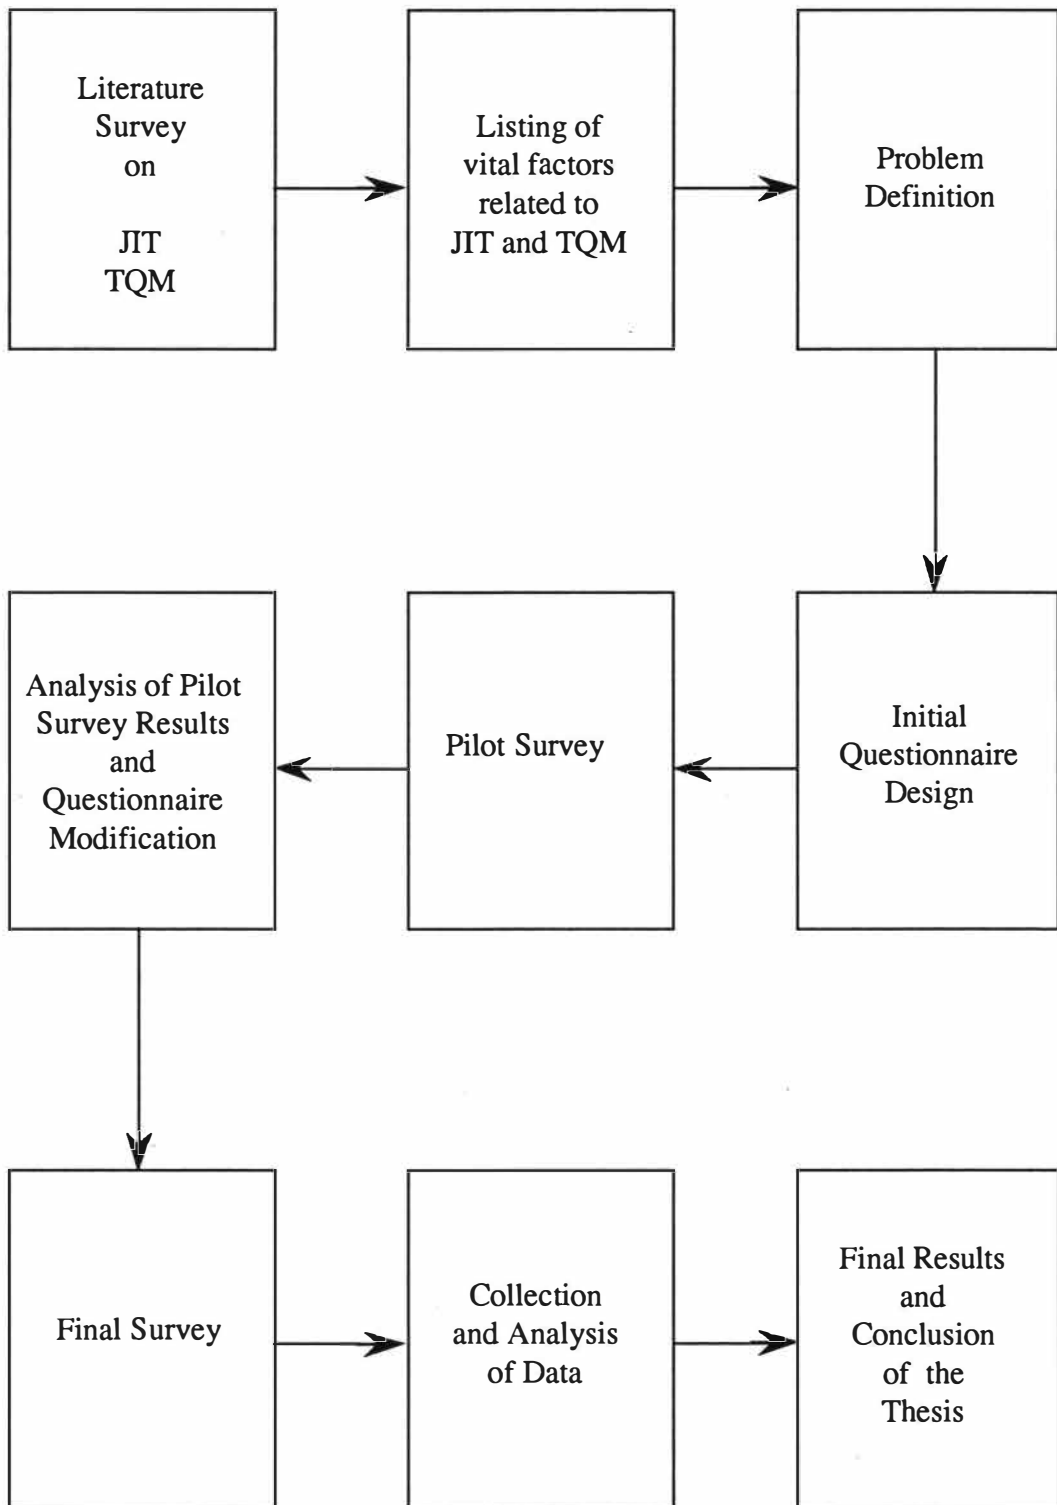 Literature
Survey
on
JIT
TQM
Listing of
vital factors
related to
JIT and TQM
Problem
Definition
Initial
Questionnaire
Design
Pilot Survey
Analysis of Pilot
Survey Results
and
Questionnaire
Modification
Final Survey
Collection
and Analysis
of Data
Final Results
and
Conclusion
of the
Thesis